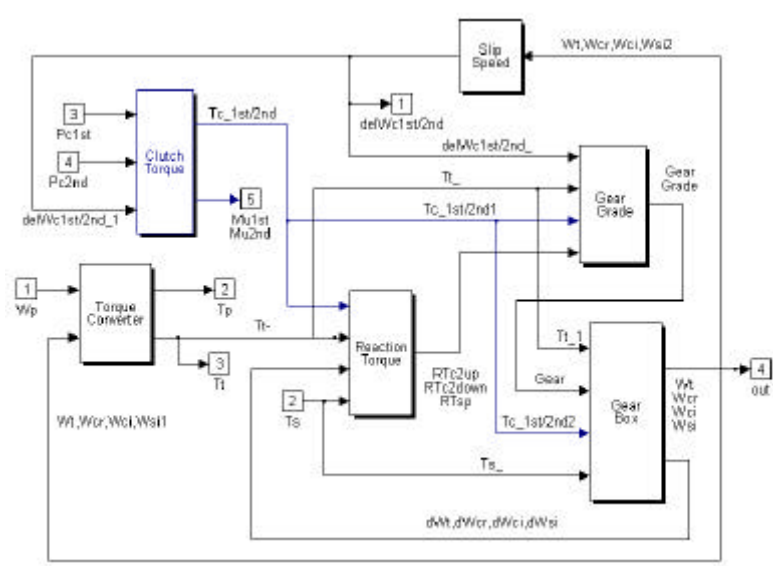 Slip
Speed
Wt,Wcr,Wci,Wsi2
3
Pc1st
4
Pc2nd
delWc1st/2nd_1
Clutch
Torque
Tc_1st/2nd
1
delWc1st/2nd
5
Mu1st
Mu2nd
delWc1st/2nd_
Tt_
Tc_1st/2nd1
Gear
Grade
Gear
Grade
1
Wp
Torque
Converter
2
Tp
3
Tt
Tt-
Reaction
Torque
2
Ts
RTc2up
RTc2down
RTsp
Tt_1
Gear
Tc_1st/2nd2
Ts_
Gear
Box
Wt
Wcr
Wci
Wsi
4
out
Wt,Wcr,Wci,Wsi1
dWt,dWcr,dWci,dWsi